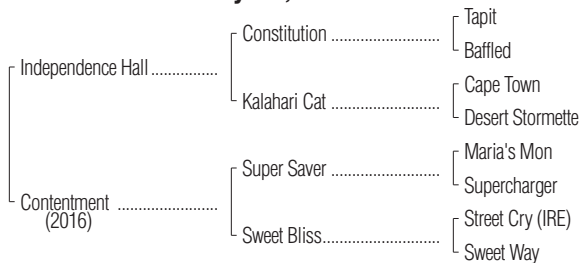 Tapit
Constitution
Baffled
Independence Hall
Cape Town
Kalahari Cat
Desert Stormette
Maria's Mon
Super Saver
Supercharger
Contentment
(2016)
Street Cry (IRE)
Sweet Bliss
Sweet Way